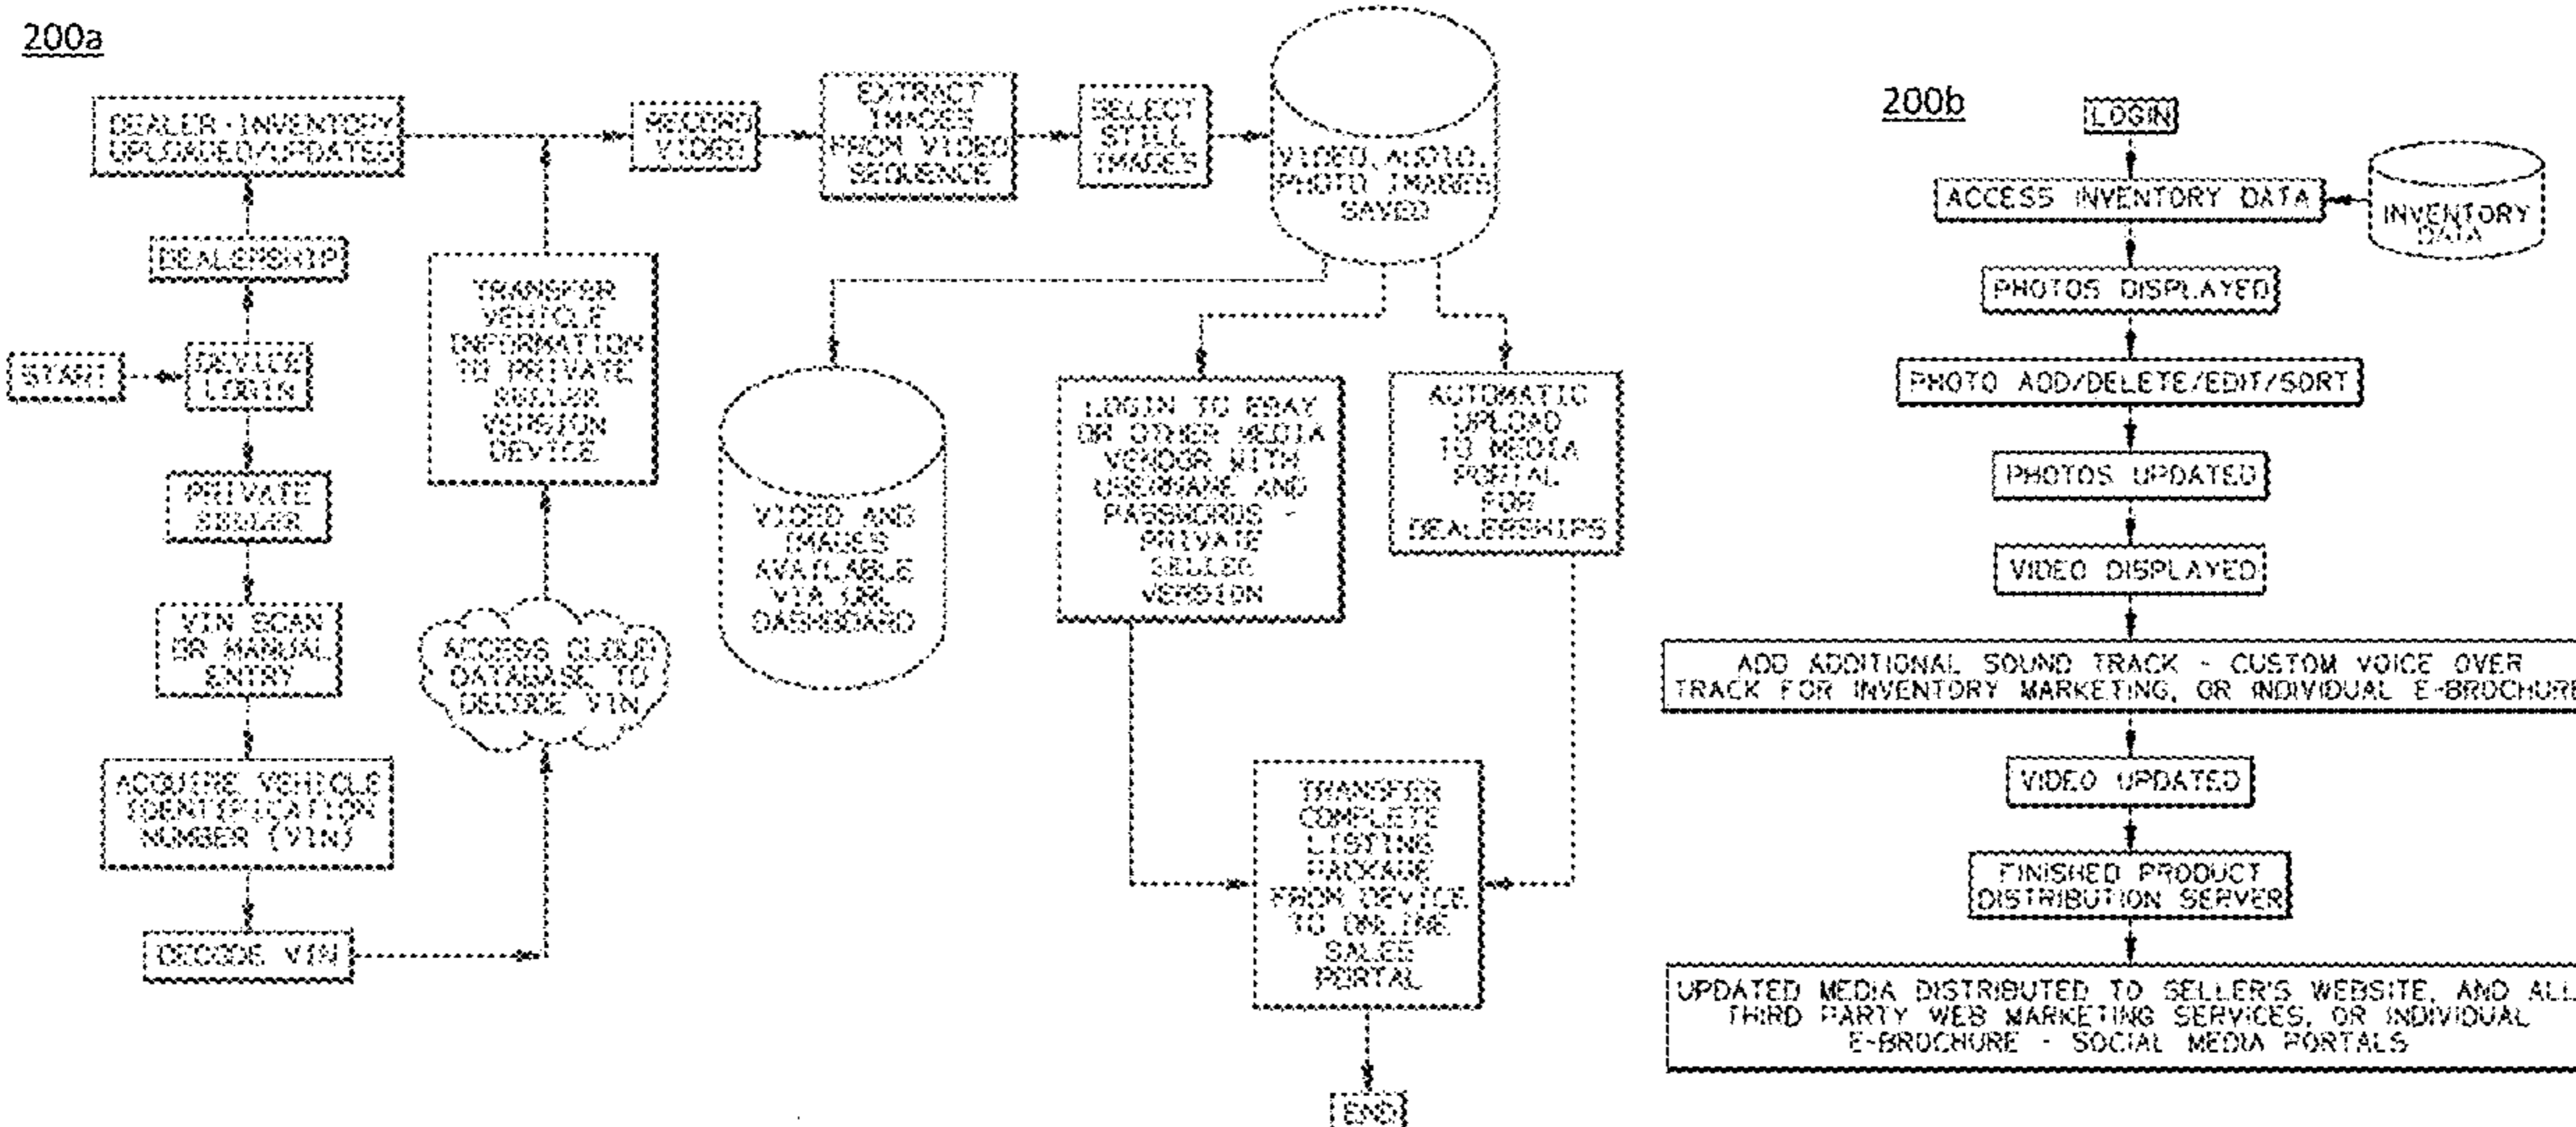 200a
START
DEVICE
LOGIN
DEALERSHIP
DEALER INVENTORY
UPLOADED/UPDATED
PRIVATE
SELLER
VIN SCAN
OR MANUAL
ENTRY
ACQUIRE VEHICLE
IDENTIFICATION
NUMBER (VIN)
DECODE VIN
ACCESS CLOUD
DATABASE TO
DECODE VIN
TRANSFER
VEHICLE
INFORMATION
TO PRIVATE
SELLER
VERSION
DEVICE
RECORD
VIDEO
EXTRACT
IMAGES
FROM VIDEO
SEQUENCE
SELECT
STILL
IMAGES
VIDEO, AUDIO,
PHOTO IMAGES
SAVED
VIDEO AND
IMAGES
AVAILABLE
VIA URL
DASHBOARD
LOGIN TO EBAY
OR OTHER MEDIA
VENDOR WITH
USERNAME AND
PASSWORDS -
PRIVATE
SELLER
VERSION
AUTOMATIC
UPLOAD
TO MEDIA
PORTAL
FOR
DEALERSHIPS
TRANSFER
COMPLETE
LISTING
PACKAGE
FROM DEVICE
TO ONLINE
SALES
PORTAL
END
200b
LOGIN
ACCESS INVENTORY DATA
INVENTORY
DATA
PHOTOS DISPLAYED
PHOTO ADD/DELETE/EDIT/SORT
PHOTOS UPDATED
VIDEO DISPLAYED
ADD ADDITIONAL SOUND TRACK - CUSTOM VOICE OVER
TRACK FOR INVENTORY MARKETING, OR INDIVIDUAL E-BROCHURE
VIDEO UPDATED
FINISHED PRODUCT
DISTRIBUTION SERVER
UPDATED MEDIA DISTRIBUTED TO SELLER'S WEBSITE, AND ALL
THIRD PARTY WEB MARKETING SERVICES, OR INDIVIDUAL
E-BROCHURE - SOCIAL MEDIA PORTALS